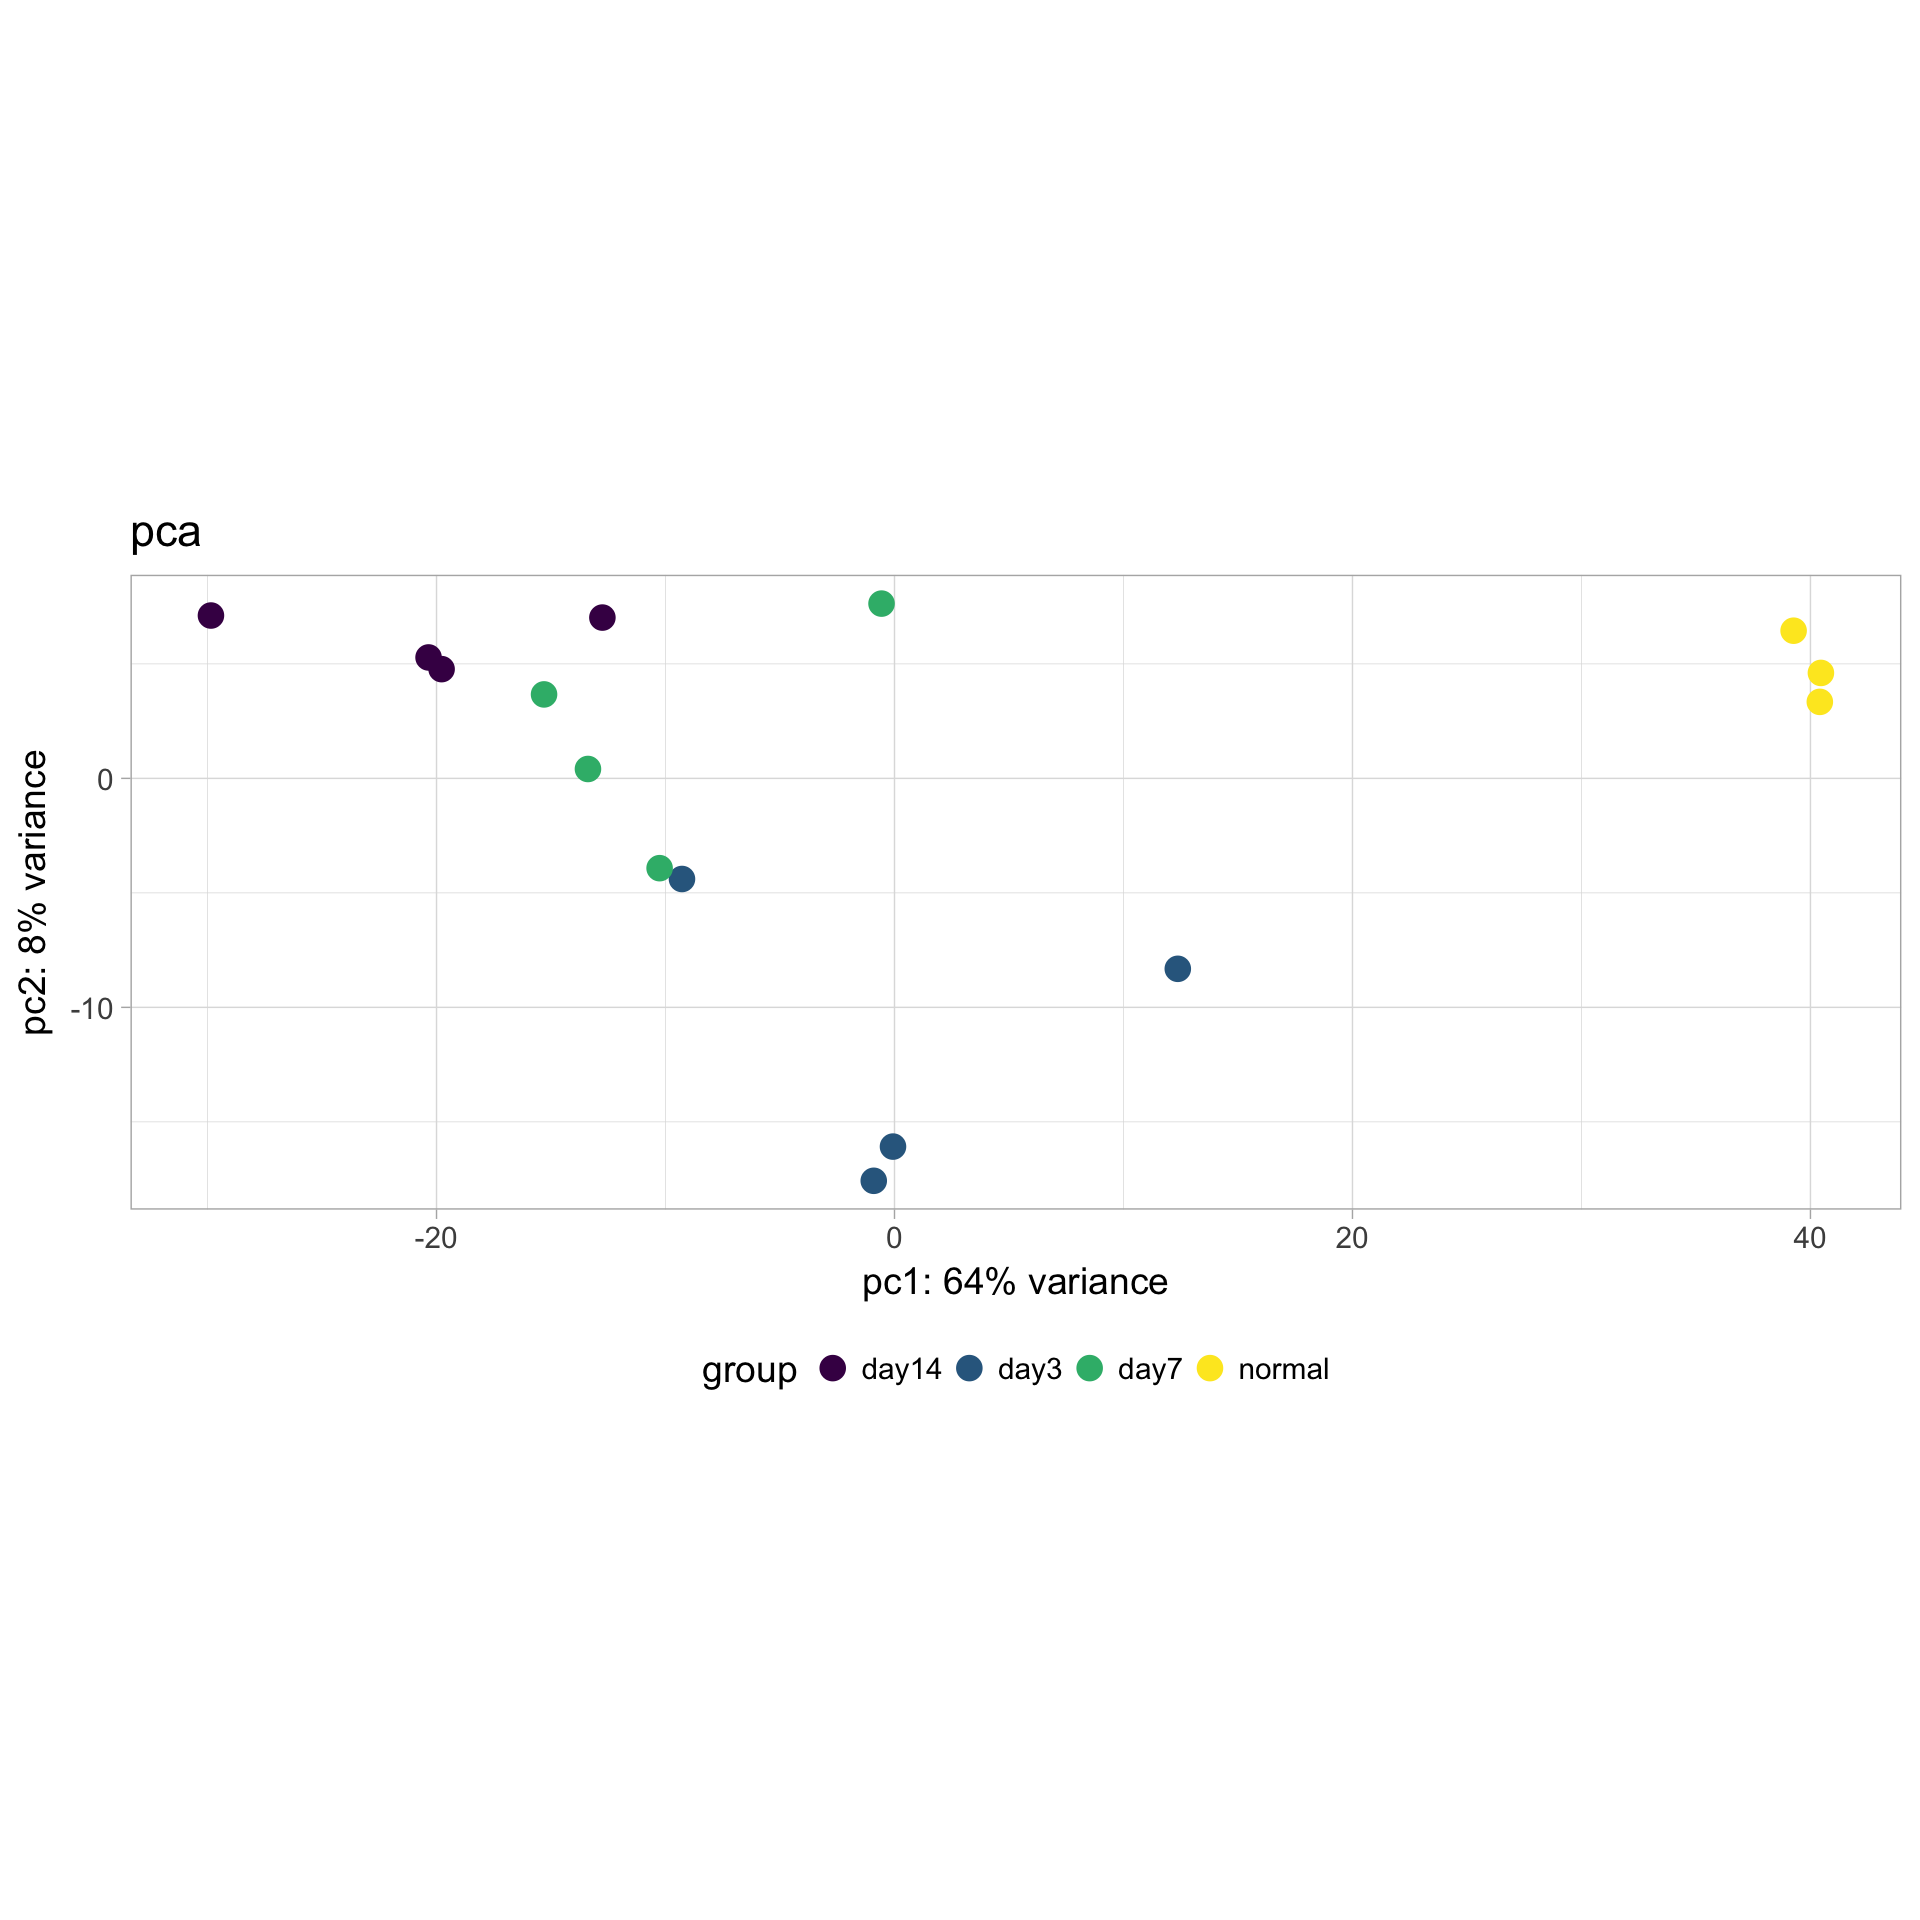 pca
pc2: 8% variance
0
-10
-20 0 20 40
pc1: 64% variance
group day14 day3 day7 normal